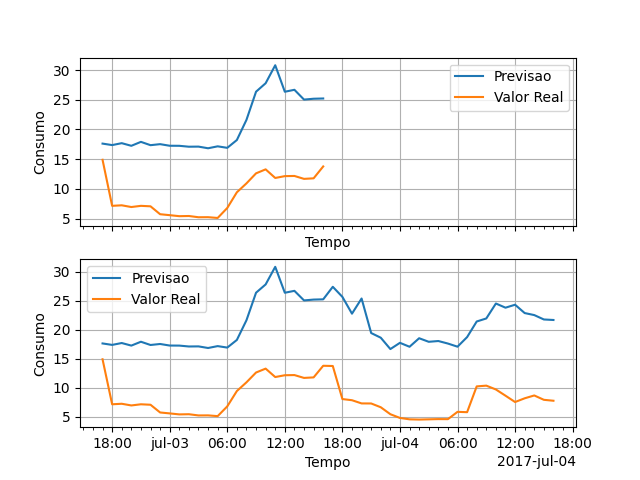 30
25
20
15
10
5
Consumo
Previsao
Valor Real
Tempo
30
25
20
15
10
5
Consumo
Previsao
Valor Real
18:00 jul-03 06:00 12:00 18:00 jul-04 06:00 12:00 18:00
Tempo
2017-jul-04